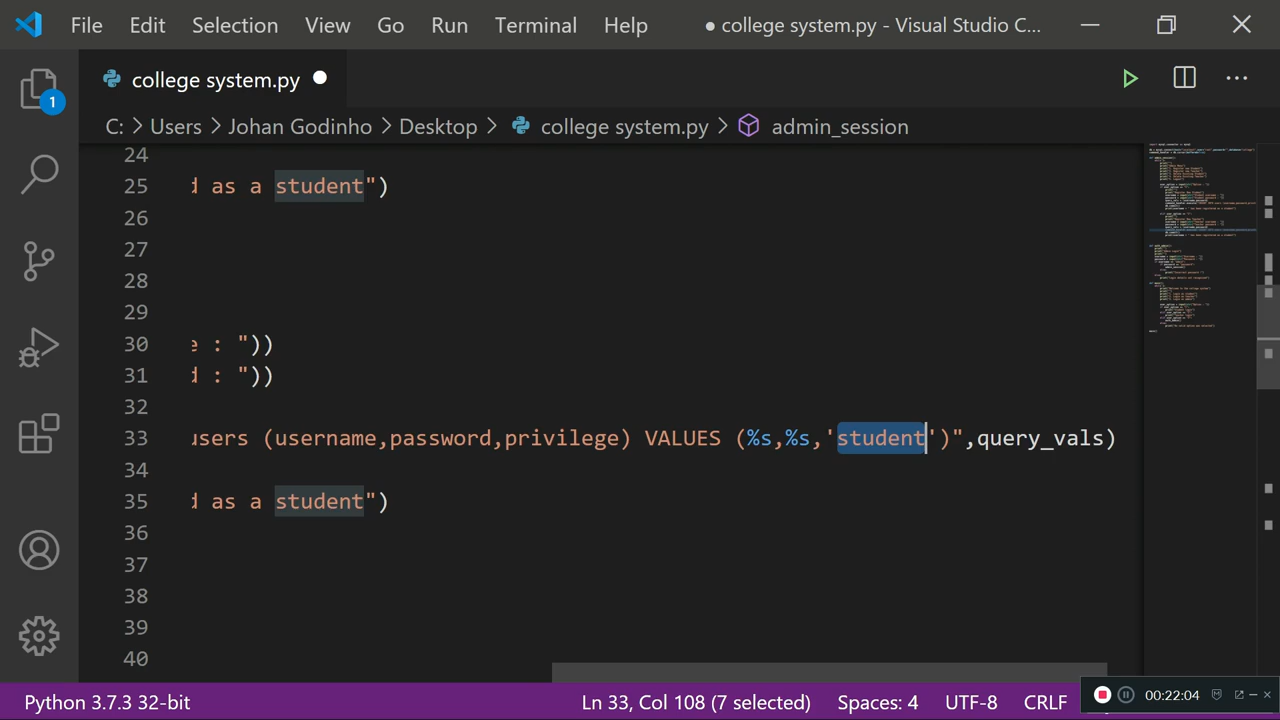 File Edit Selection View Go Run Terminal Help ● college system.py - Visual Studio C...
college system.py
1
C: > Users > Johan Godinho > Desktop > college system.py > admin_session
24
25 d as a student")
26
27
28
29
30 e : "))
31 d : "))
32
33 users (username,password,privilege) VALUES (%s,%s,'student')",query_vals)
34
35 d as a student")
36
37
38
39
40
Python 3.7.3 32-bit Ln 33, Col 108 (7 selected) Spaces: 4 UTF-8 CRLF
00:22:04